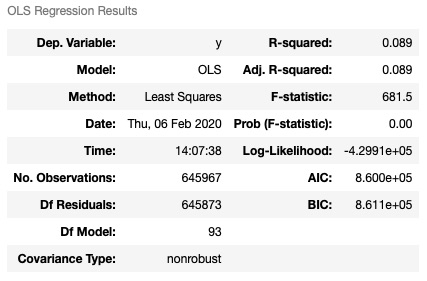 OLS Regression Results
Dep. Variable: y R-squared: 0.089
Model: OLS Adj. R-squared: 0.089
Method: Least Squares F-statistic: 681.5
Date: Thu, 06 Feb 2020 Prob (F-statistic): 0.00
Time: 14:07:38 Log-Likelihood: -4.2991e+05
No. Observations: 645967 AIC: 8.600e+05
Df Residuals: 645873 BIC: 8.611e+05
Df Model: 93
Covariance Type: nonrobust